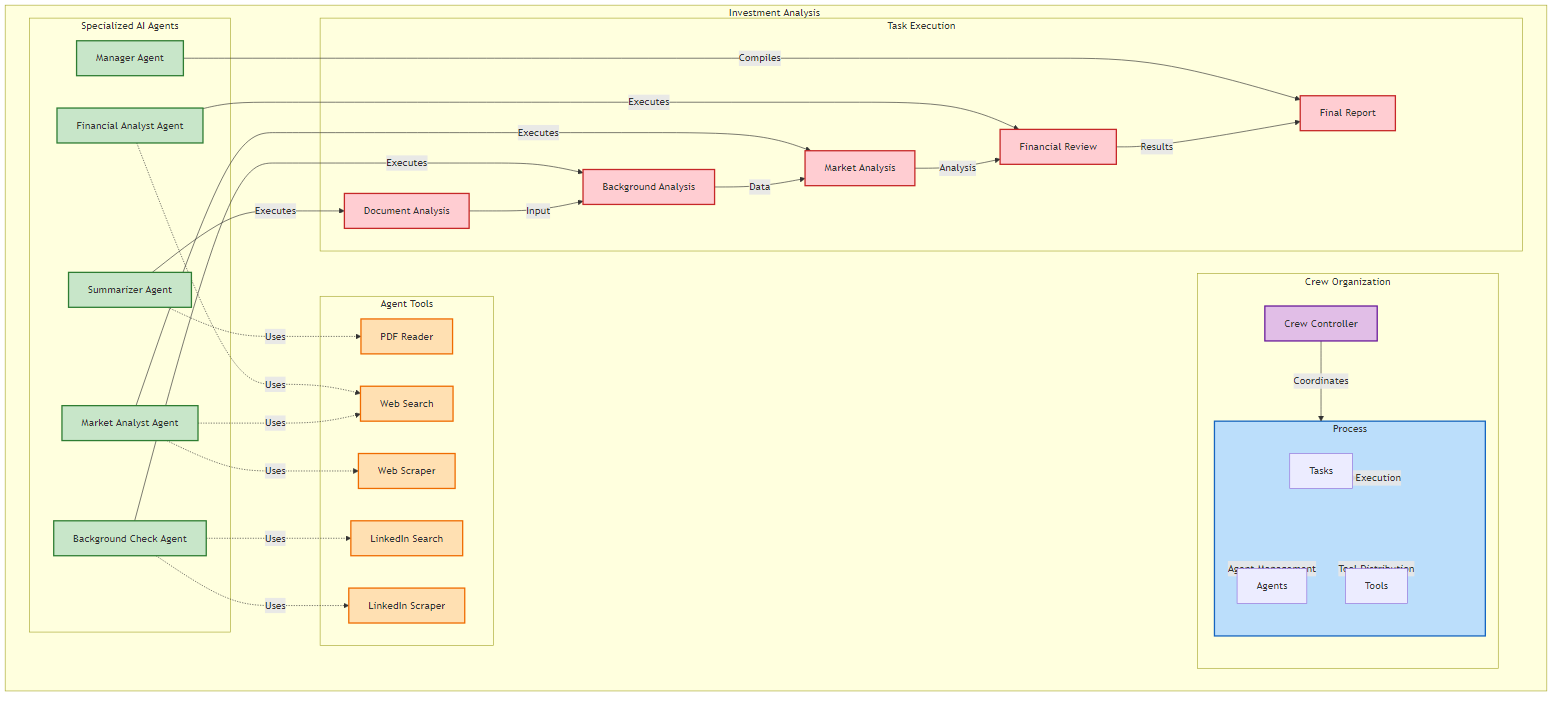 Investment Analysis
Specialized AI Agents
Manager Agent
Financial Analyst Agent
Summarizer Agent
Market Analyst Agent
Background Check Agent
Task Execution
Compiles
Executes
Executes
Executes
Executes
Document Analysis
Input
Background Analysis
Data
Market Analysis
Analysis
Financial Review
Results
Final Report
Agent Tools
Uses
PDF Reader
Uses
Web Search
Uses
Uses
Web Scraper
Uses
LinkedIn Search
Uses
LinkedIn Scraper
Crew Organization
Crew Controller
Coordinates
Process
Tasks
Execution
Agent Management
Tool Distribution
Agents
Tools